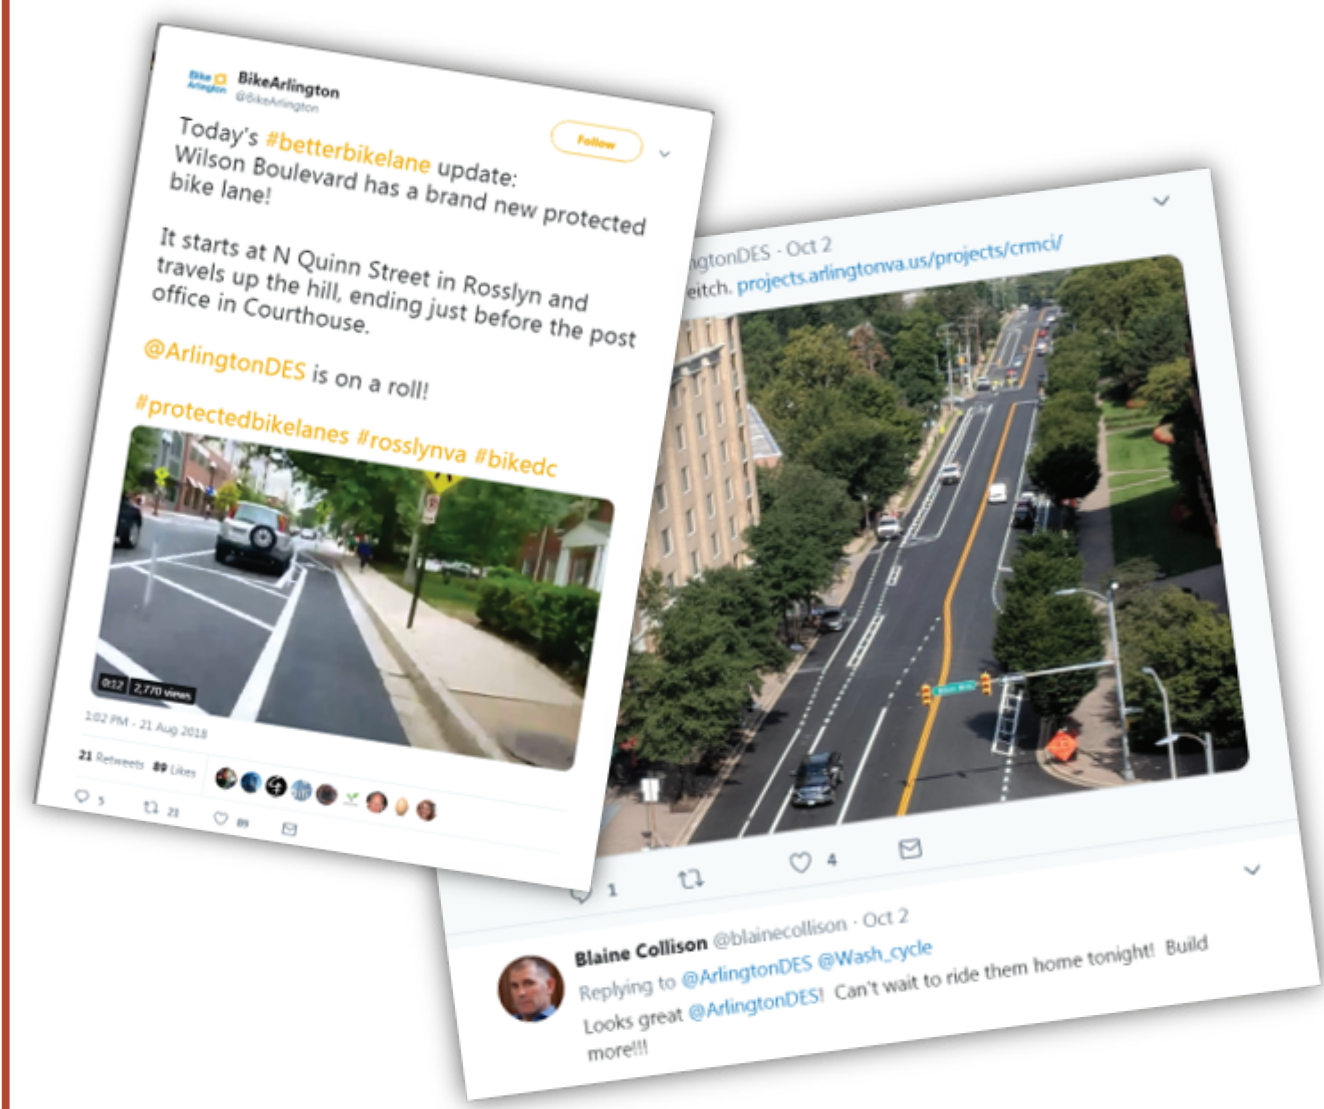 Bike Arlington
BikeArlington
@BikeArlington
Follow
Today's #betterbikelane update:
Wilson Boulevard has a brand new protected
bike lane!
It starts at N Quinn Street in Rosslyn and
travels up the hill, ending just before the post
office in Courthouse.
@ArlingtonDES is on a roll!
#protectedbikelanes #rosslynva #bikedc
0:12 2,770 views
1:02 PM - 21 Aug 2018
21 Retweets 89 Likes
5 21 89
ngtonDES · Oct 2
eitch. projects.arlingtonva.us/projects/crmci/
1 4
Blaine Collison @blainecollison · Oct 2
Replying to @ArlingtonDES @Wash_cycle
Looks great @ArlingtonDES! Can't wait to ride them home tonight! Build
more!!!